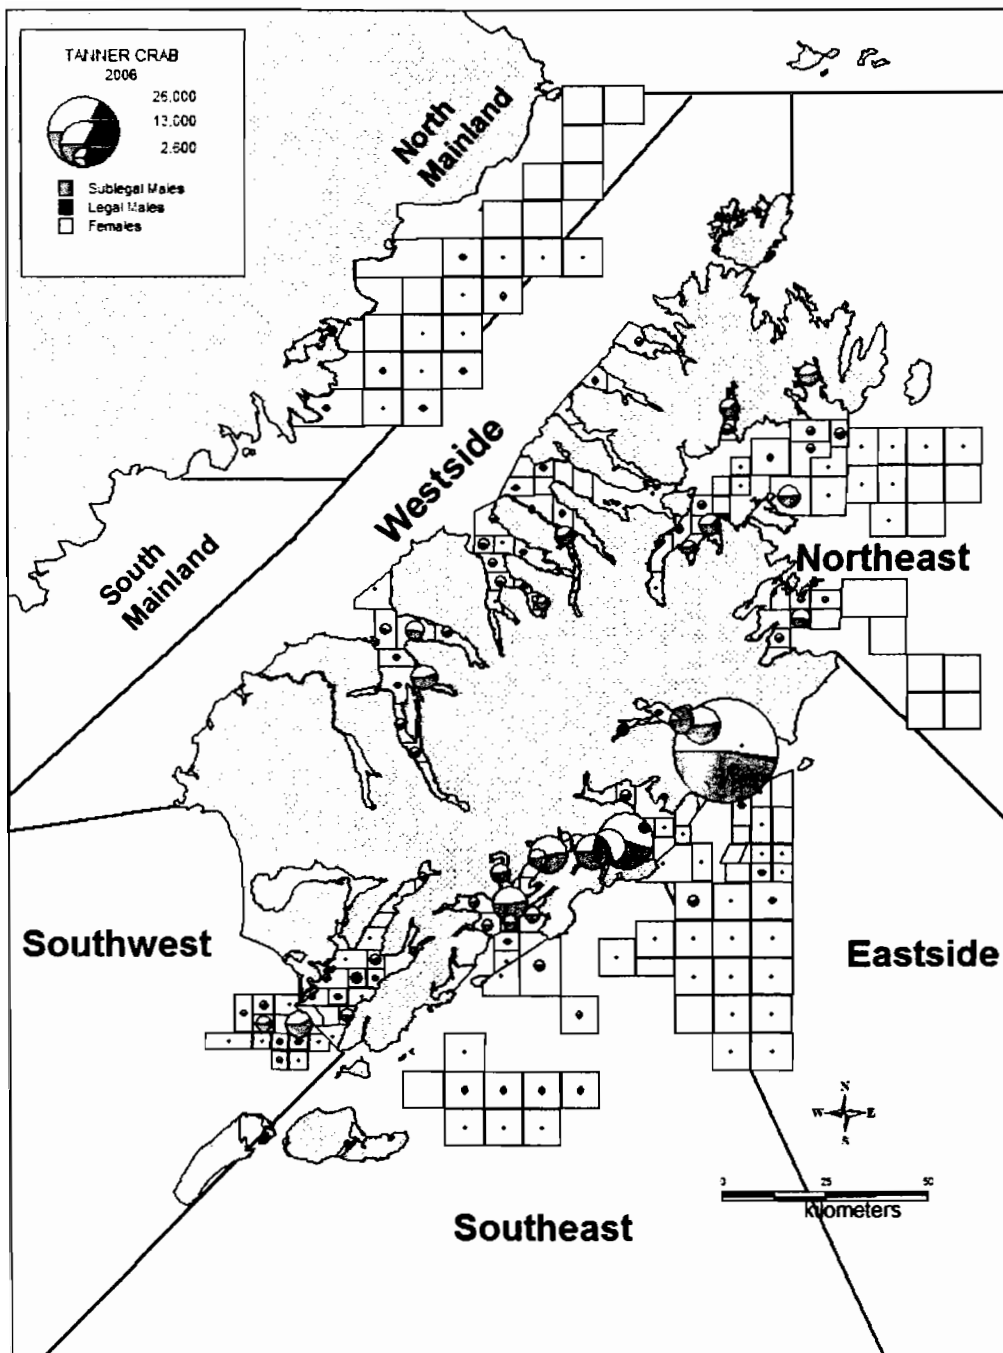 TANNER CRAB
2006
26,000
13,000
2,600
Sublegal Males
Legal Males
Females
North
Mainland
Westside
South
Mainland
Northeast
Southwest
Eastside
N
W E
S
0 25 50
kilometers
Southeast